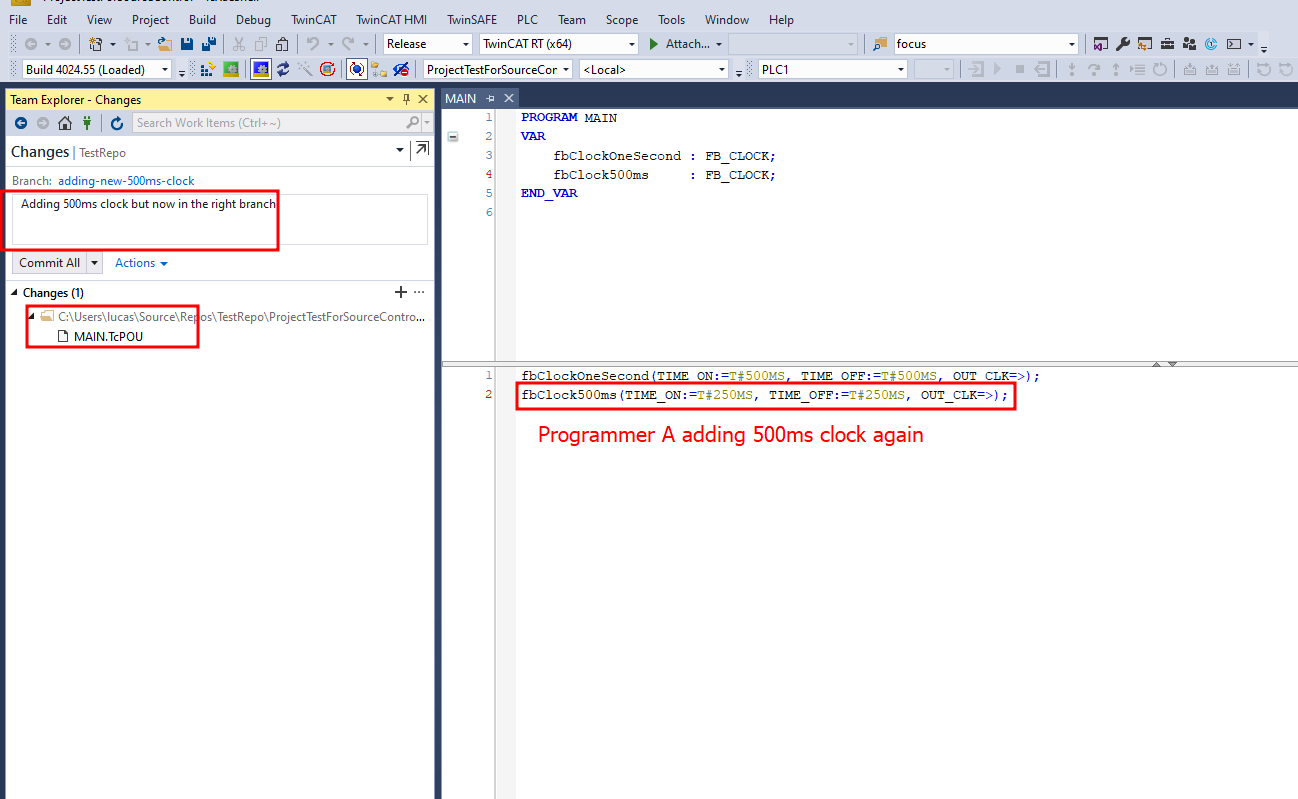 File Edit View Project Build Debug TwinCAT TwinCAT HMI TwinSAFE PLC Team Scope Tools Window Help
Release TwinCAT RT (x64) Attach... focus
Build 4024.55 (Loaded) ProjectTestForSourceCor <Local> PLC1
Team Explorer - Changes
Search Work Items (Ctrl+~)
Changes | TestRepo
Branch: adding-new-500ms-clock
Adding 500ms clock but now in the right branch
Commit All Actions
Changes (1)
C:\Users\lucas\Source\Repos\TestRepo\ProjectTestForSourceContro...
MAIN.TcPOU
MAIN
1 PROGRAM MAIN
2 VAR
3 fbClockOneSecond : FB_CLOCK;
4 fbClock500ms : FB_CLOCK;
5 END_VAR
6
1 fbClockOneSecond(TIME_ON:=T#500MS, TIME_OFF:=T#500MS, OUT_CLK=>);
2 fbClock500ms(TIME_ON:=T#250MS, TIME_OFF:=T#250MS, OUT_CLK=>);
Programmer A adding 500ms clock again